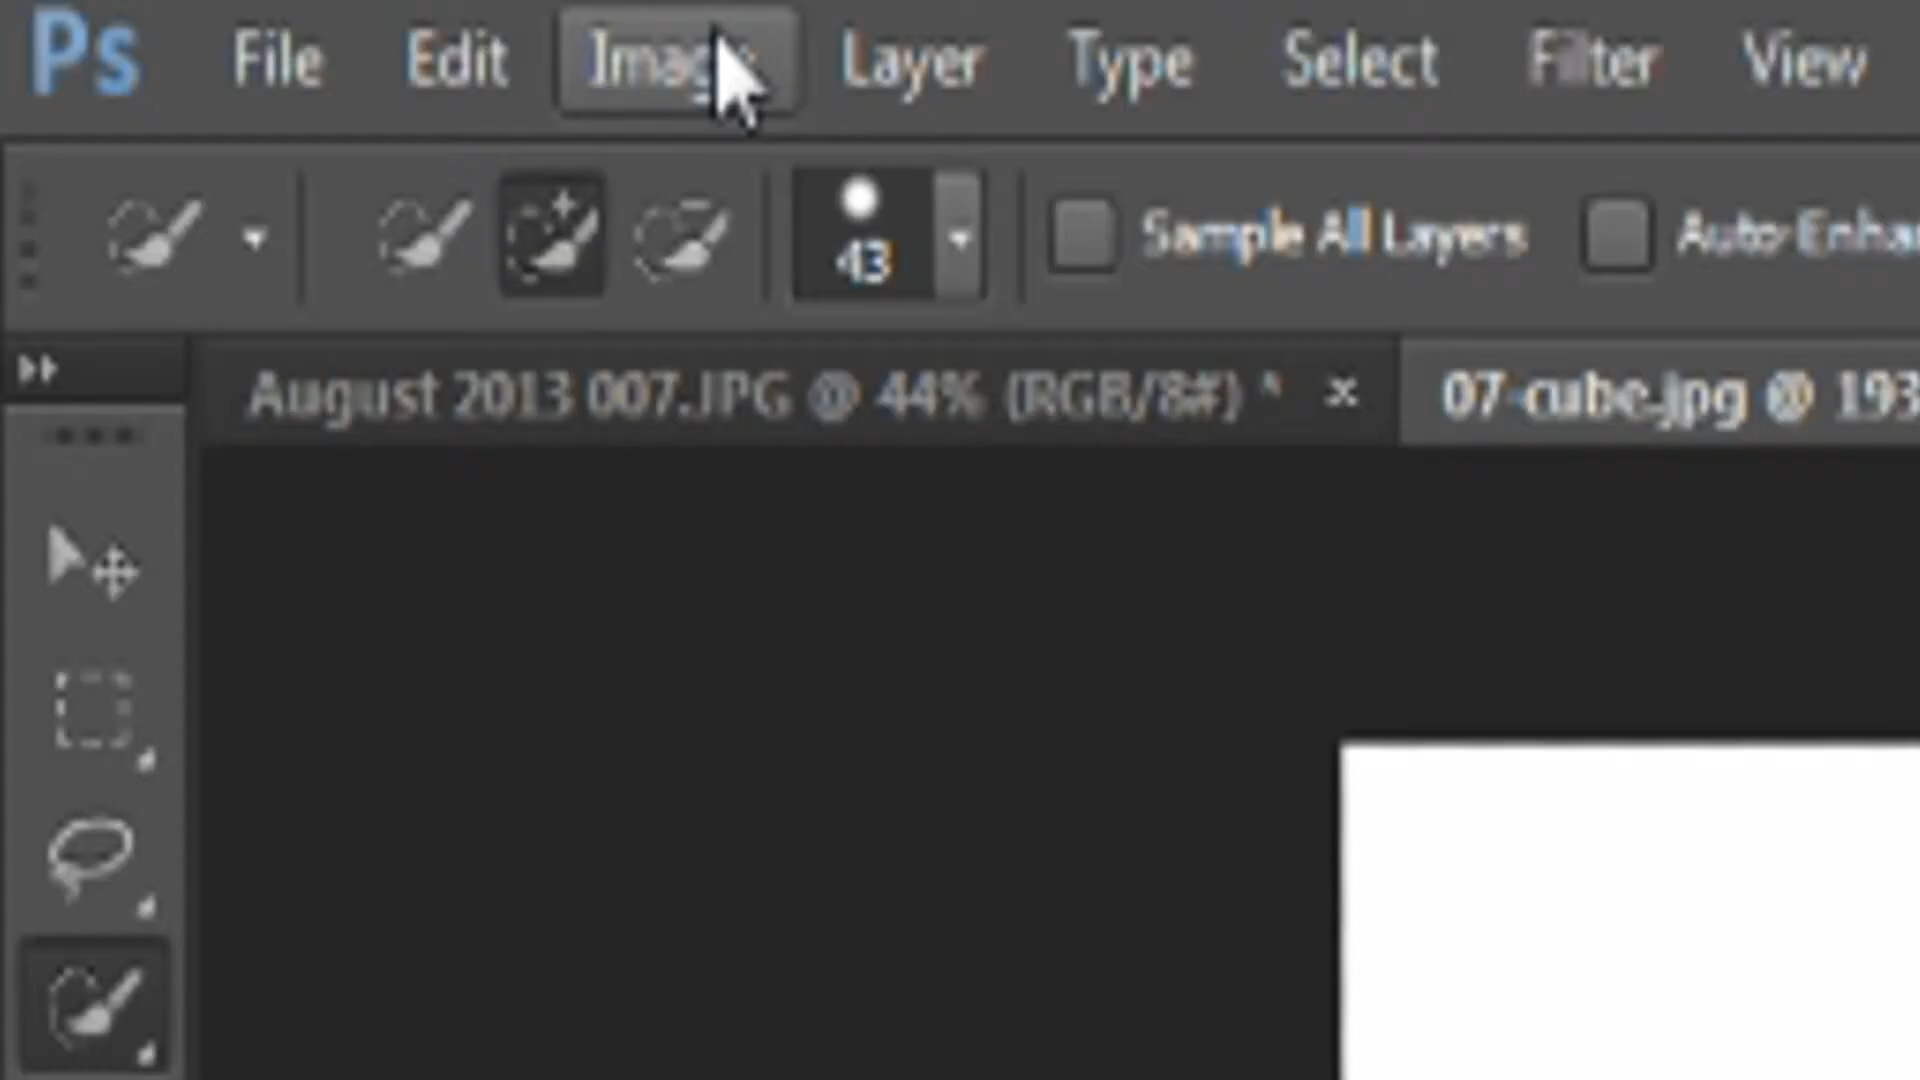 Ps File Edit Image Layer Type Select Filter View
43 Sample All Layers Auto-Enha
August 2013 007.JPG @ 44% (RGB/8#) * × 07-cube.jpg @ 193